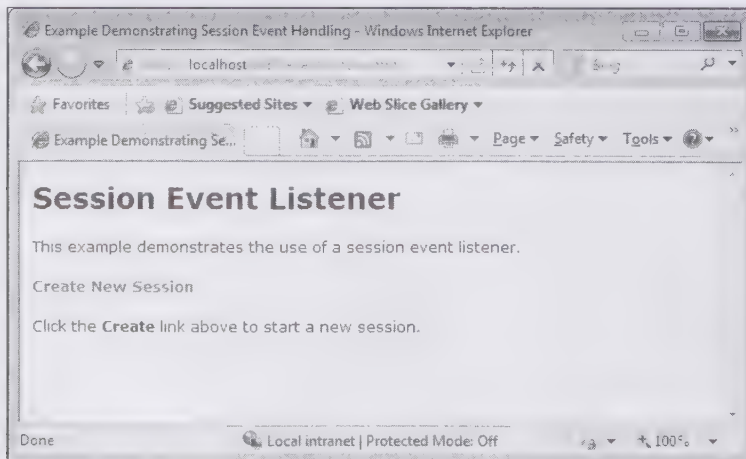 Example Demonstrating Session Event Handling - Windows Internet Explorer
localhost
Favorites Suggested Sites Web Slice Gallery
Example Demonstrating Se... Page Safety Tools »
Session Event Listener
This example demonstrates the use of a session event listener.
Create New Session
Click the Create link above to start a new session.
Done Local intranet | Protected Mode: Off 100%